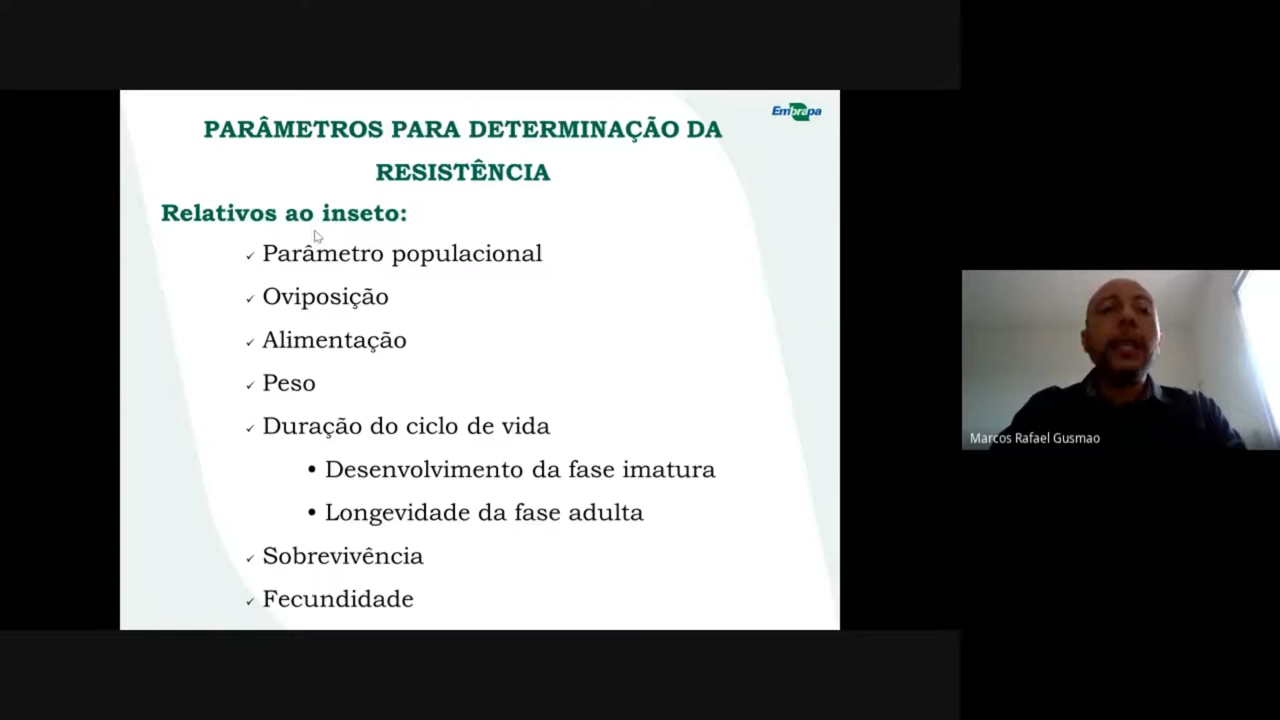 Embrapa
PARÂMETROS PARA DETERMINAÇÃO DA
RESISTÊNCIA
Relativos ao inseto:
✓ Parâmetro populacional
✓ Oviposição
✓ Alimentação
✓ Peso
✓ Duração do ciclo de vida
• Desenvolvimento da fase imatura
• Longevidade da fase adulta
✓ Sobrevivência
✓ Fecundidade
Marcos Rafael Gusmao